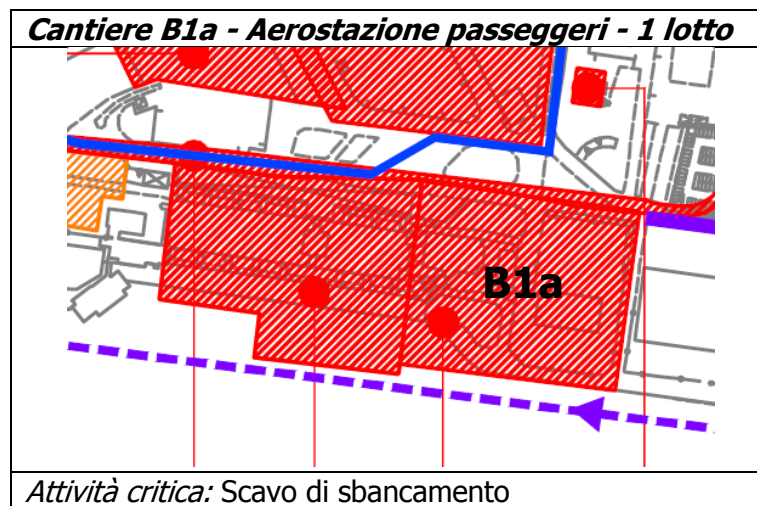 Cantiere B1a - Aerostazione passeggeri - 1 lotto
B1a
Attività critica: Scavo di sbancamento